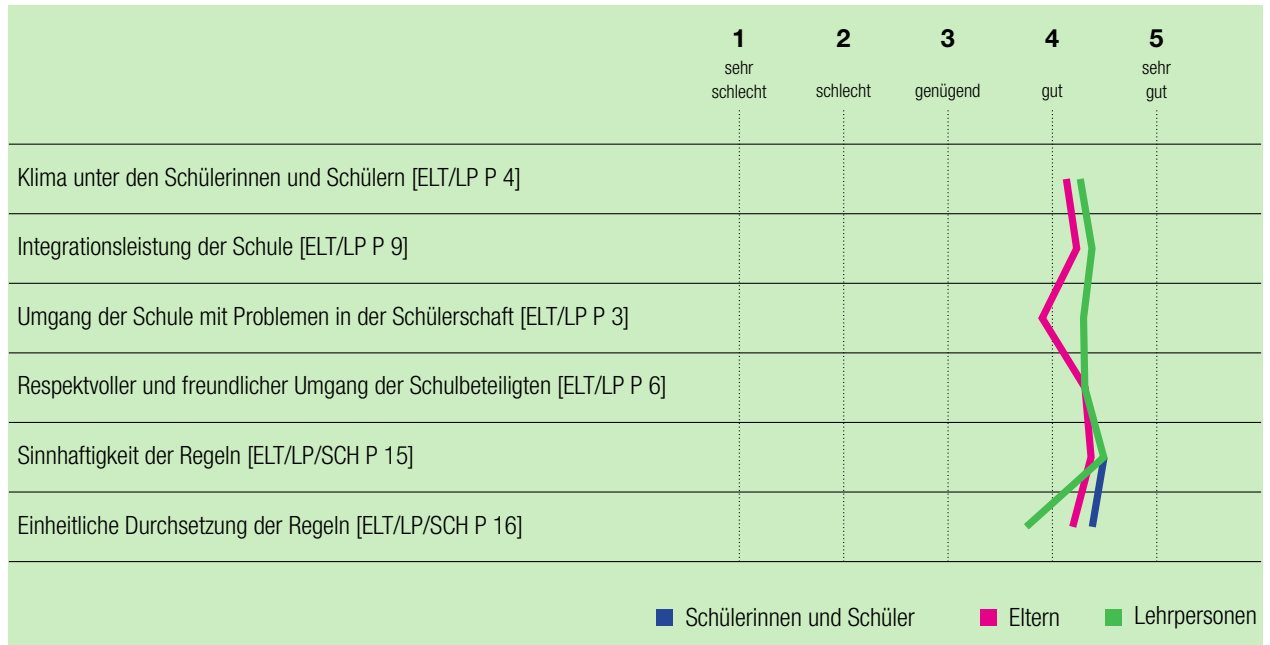 1 2 3 4 5
sehr schlecht schlecht genügend gut sehr gut
Klima unter den Schülerinnen und Schülern [ELT/LP P 4]
Integrationsleistung der Schule [ELT/LP P 9]
Umgang der Schule mit Problemen in der Schülerschaft [ELT/LP P 3]
Respektvoller und freundlicher Umgang der Schulbeteiligten [ELT/LP P 6]
Sinnhaftigkeit der Regeln [ELT/LP/SCH P 15]
Einheitliche Durchsetzung der Regeln [ELT/LP/SCH P 16]
Schülerinnen und Schüler Eltern Lehrpersonen